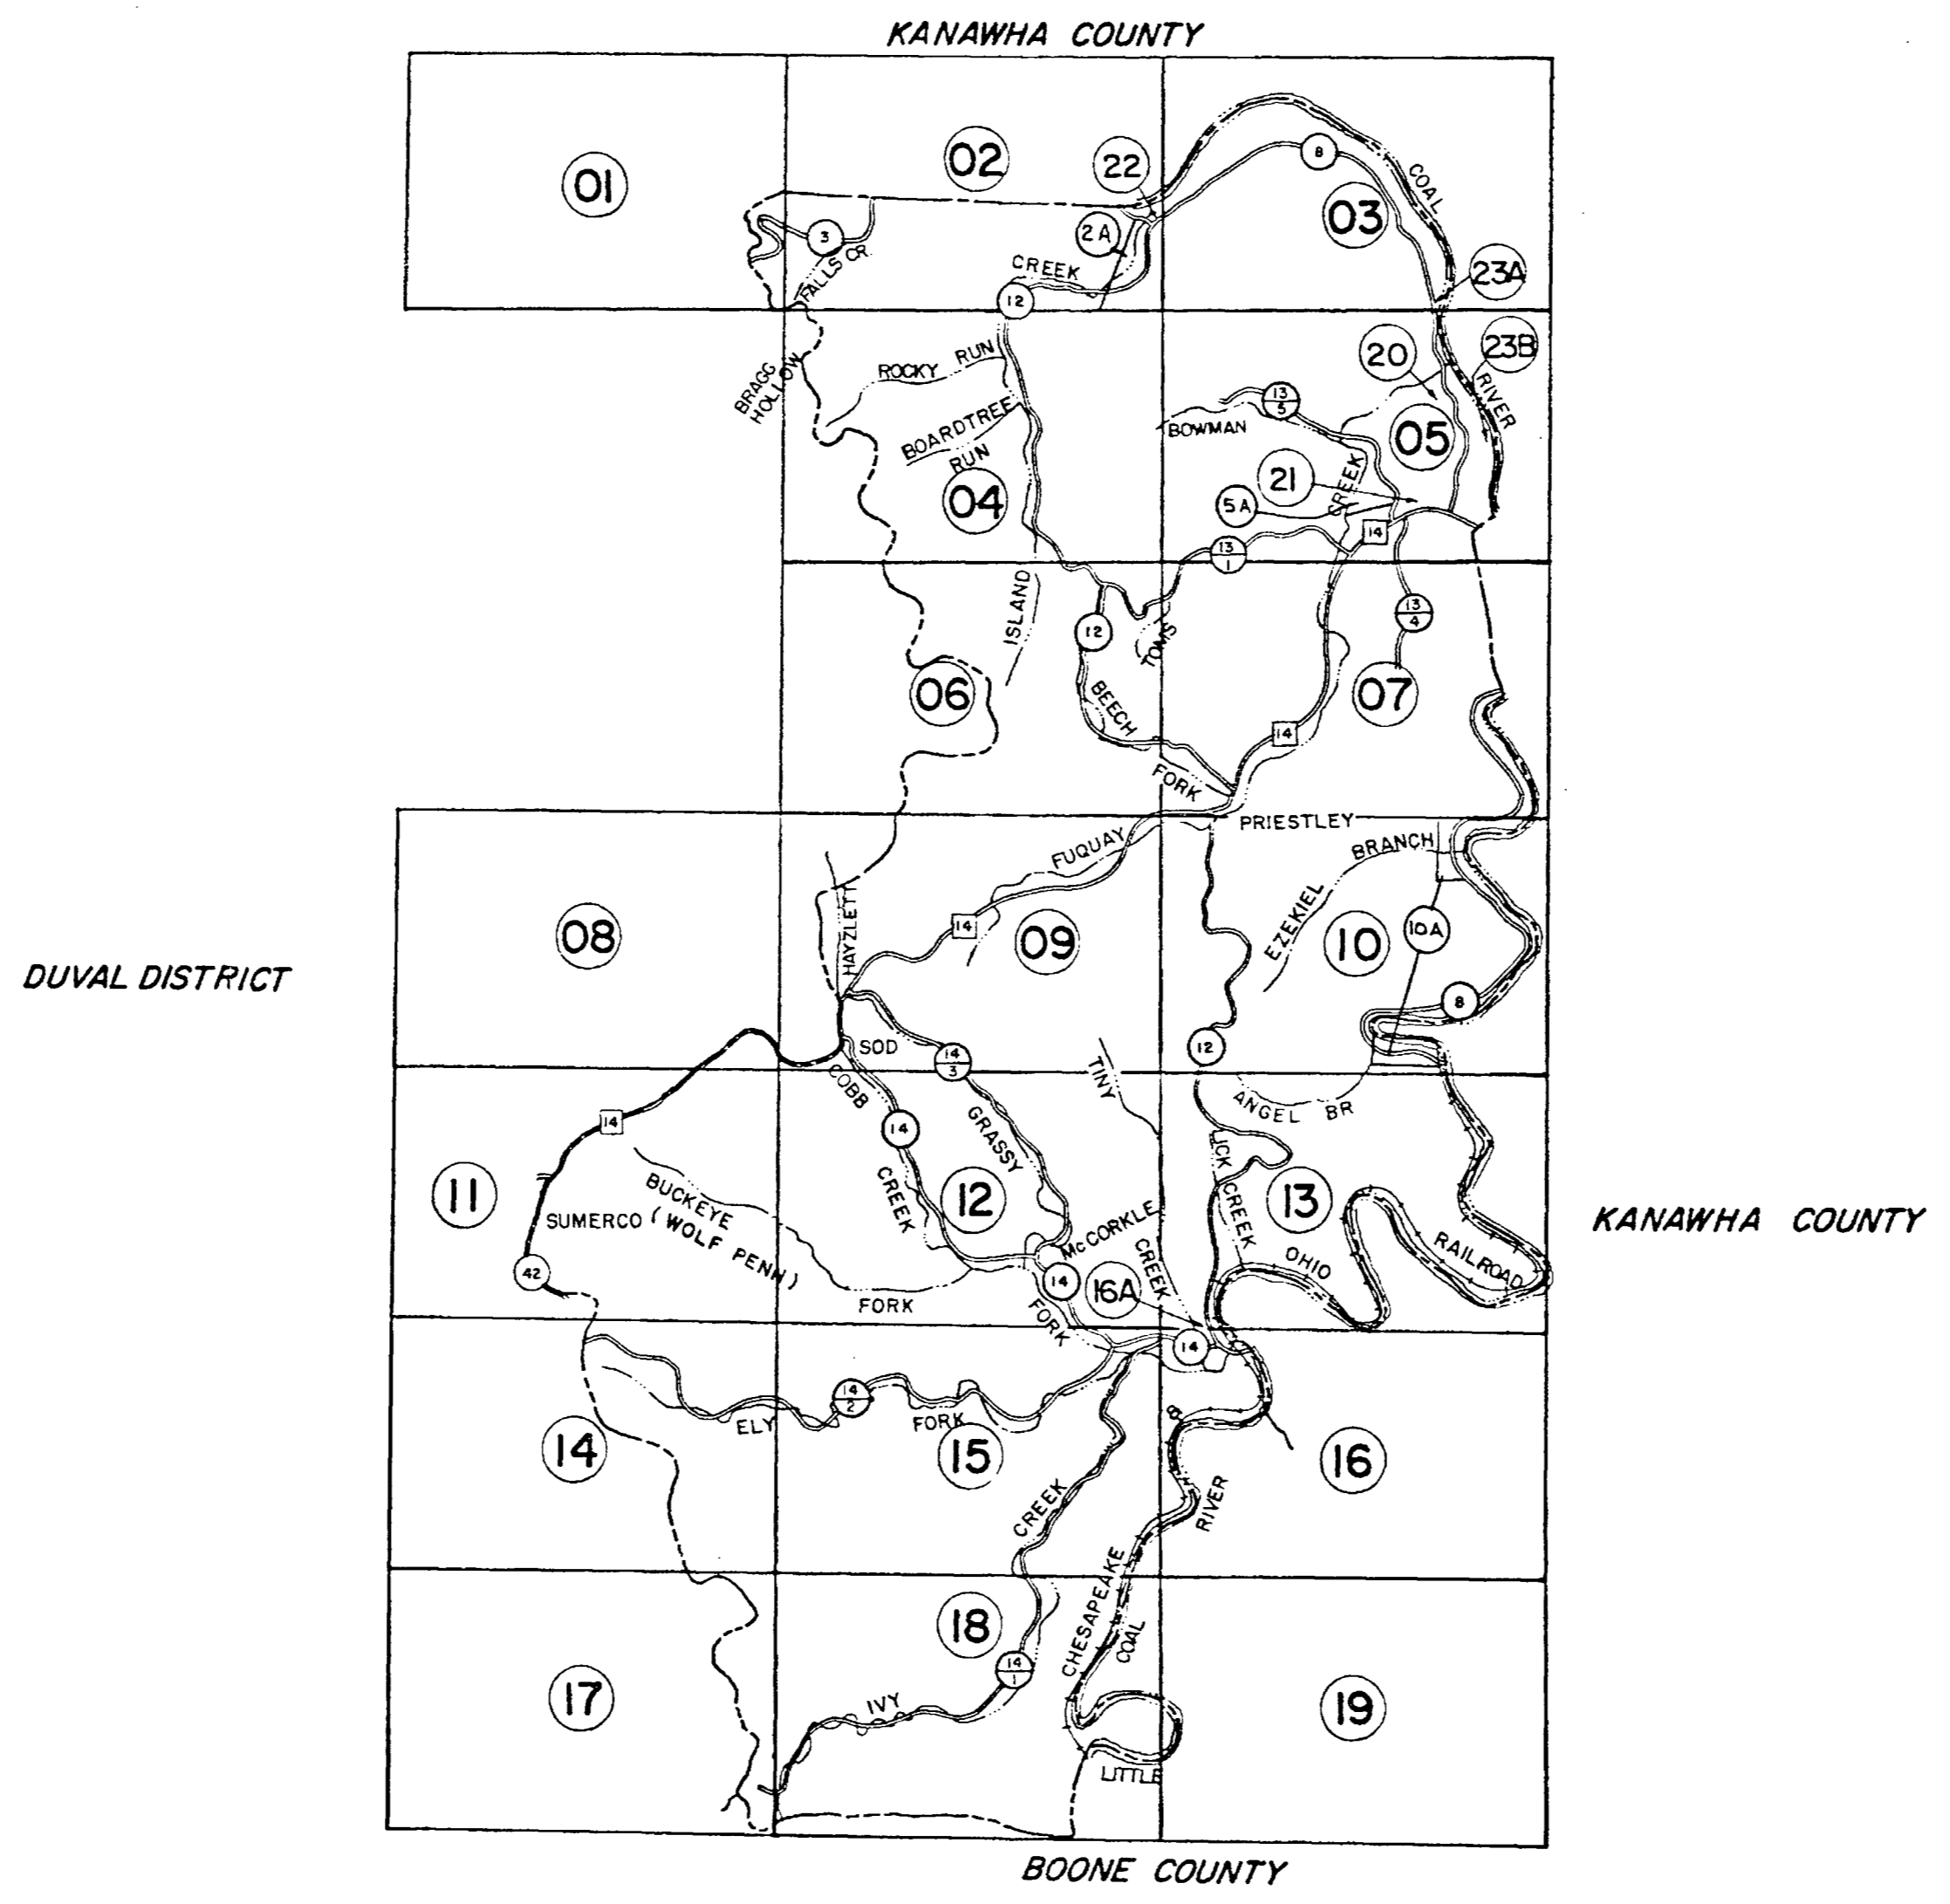 KANAWHA COUNTY
01
02
22
8
COAL
03
3
2A
FALLS CR.
CREEK
12
23A
BRAGG
HOLLOW
ROCKY RUN
20
23B
RIVER
BOARDTREE
RUN
13
5
BOWMAN
05
04
21
CREEK
5A
14
13
1
ISLAND
12
TOMS
13
4
06
BEECH
FORK
07
14
PRIESTLEY
FUQUAY
BRANCH
HAYZLETT
EZEKIEL
08
14
09
10
10A
DUVAL DISTRICT
8
SOD
14
3
12
COBB
TINY
14
14
GRASSY
ANGEL BR
11
BUCKEYE
SUMERCO (WOLF PENN)
CREEK
12
McCORKLE
CREEK
CREEK
13
KANAWHA COUNTY
OHIO
RAILROAD
42
14
16A
FORK
FORK
14
14
2
ELY
FORK
8
14
15
16
CREEK
RIVER
CHESAPEAKE
18
COAL
14
1
17
IVY
19
LITTLE
BOONE COUNTY